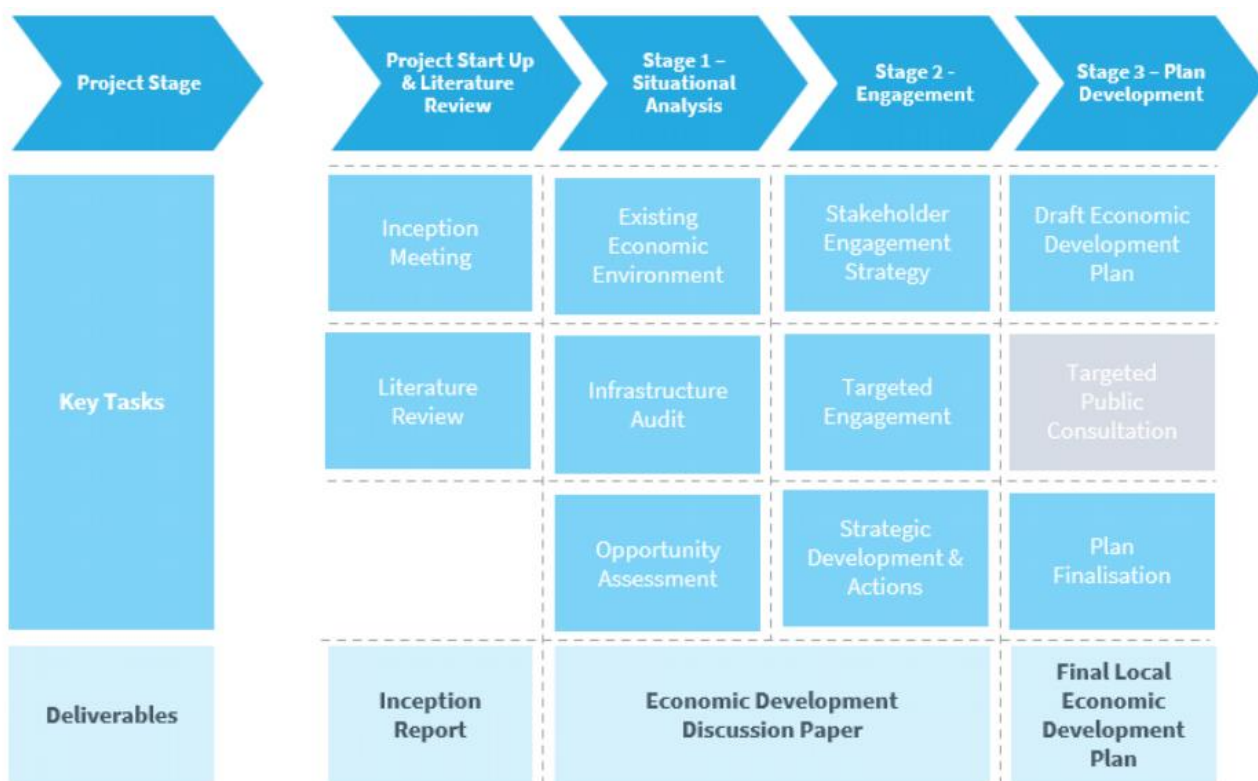 Project Stage
Project Start Up
& Literature
Review
Stage 1 –
Situational
Analysis
Stage 2 -
Engagement
Stage 3 – Plan
Development
Key Tasks
Inception
Meeting
Existing
Economic
Environment
Stakeholder
Engagement
Strategy
Draft Economic
Development
Plan
Literature
Review
Infrastructure
Audit
Targeted
Engagement
Targeted
Public
Consultation
Opportunity
Assessment
Strategic
Development &
Actions
Plan
Finalisation
Deliverables
Inception
Report
Economic Development
Discussion Paper
Final Local
Economic
Development
Plan